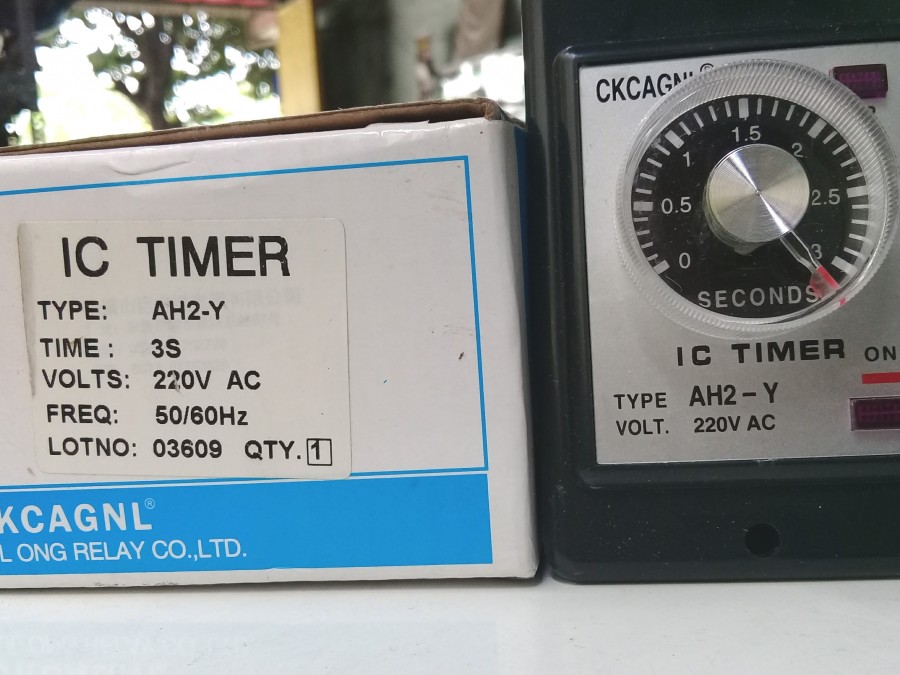 IC TIMER
TYPE: AH2-Y
TIME: 3S
VOLTS: 220V AC
FREQ: 50/60Hz
LOTNO: 03609 QTY. 1
KCAGNL®
ONG RELAY CO.,LTD.
CKCAGNL®
0
0.5
1
1.5
2
2.5
3
SECONDS
IC TIMER
ON
TYPE AH2-Y
VOLT. 220V AC